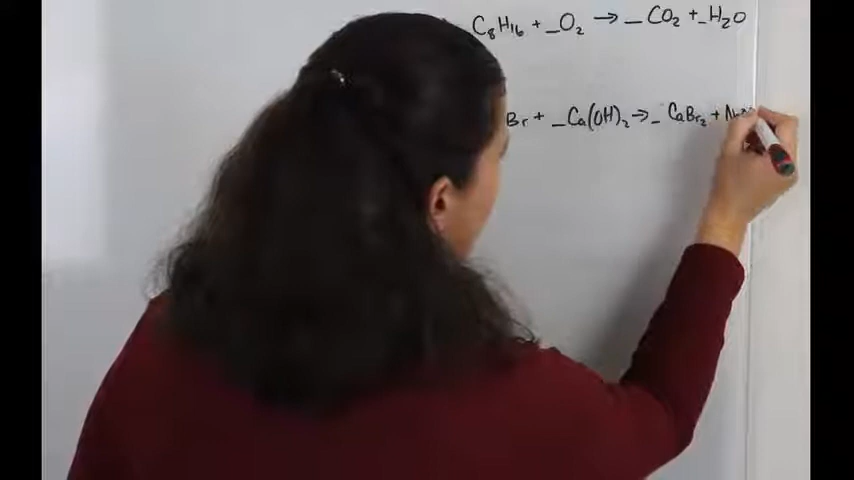 C₈H₁₆ + _O₂ → _CO₂ + _H₂O
Br + _Ca(OH)₂ → _CaBr₂ +